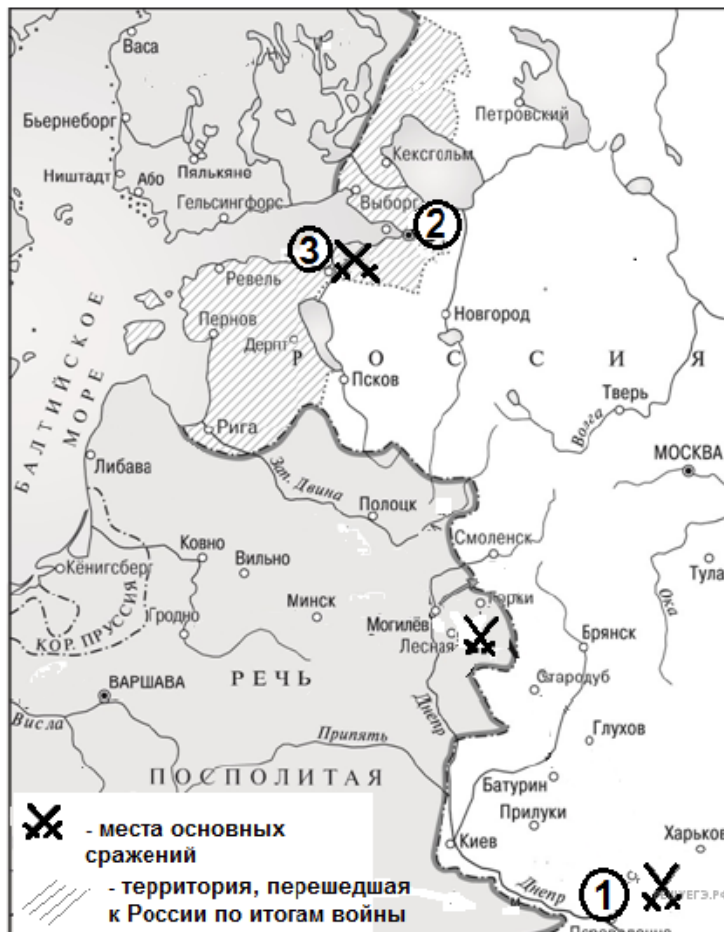 Васа
Бьернеборг
Петровский
Кексгольм
Пялькяне
Ништадт
Або
Гельсингфорс
Выборг
2
3
Ревель
Новгород
Пернов
Дерпт
РОССИЯ
Псков
Тверь
Волга
БАЛТИЙСКОЕ
МОРЕ
Рига
МОСКВА
Либава
Зап. Двина
Полоцк
Смоленск
Ковно
Вильно
Тула
Кёнигсберг
Ока
Горки
Минск
Могилёв
Гродно
КОР. ПРУССИЯ
Брянск
Лесная
РЕЧЬ
Стародуб
ВАРШАВА
Висла
Днепр
Глухов
Припять
ПОСПОЛИТАЯ
Батурин
Прилуки
- места основных
сражений
Харьков
Киев
- территория, перешедшая
к России по итогам войны
Днепр
1